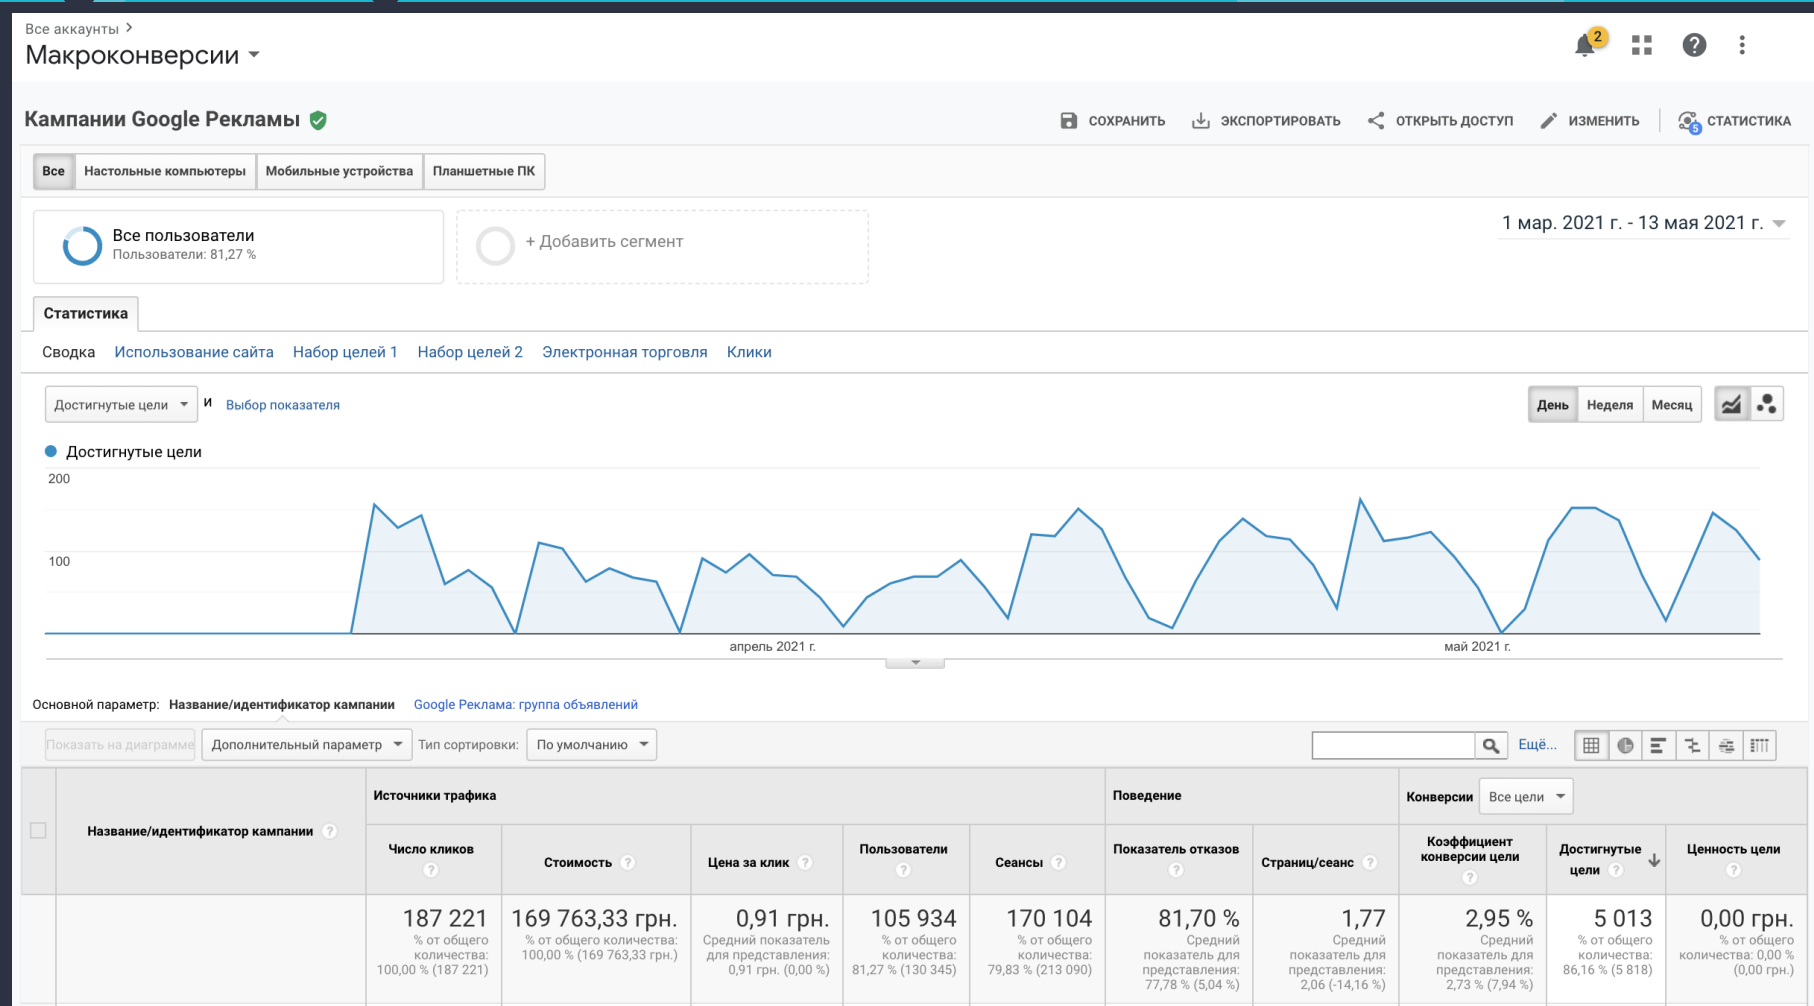 Все аккаунты >
Макроконверсии
2
Кампании Google Рекламы
СОХРАНИТЬ
ЭКСПОРТИРОВАТЬ
ОТКРЫТЬ ДОСТУП
ИЗМЕНИТЬ
5
СТАТИСТИКА
Все
Настольные компьютеры
Мобильные устройства
Планшетные ПК
Все пользователи
Пользователи: 81,27 %
+ Добавить сегмент
1 мар. 2021 г. - 13 мая 2021 г.
Статистика
Сводка
Использование сайта
Набор целей 1
Набор целей 2
Электронная торговля
Клики
Достигнутые цели
и
Выбор показателя
День
Неделя
Месяц
Достигнутые цели
200
100
апрель 2021 г.
май 2021 г.
Основной параметр:
Название/идентификатор кампании
Google Реклама: группа объявлений
Показать на диаграмме
Дополнительный параметр
Тип сортировки:
По умолчанию
Ещё...
Название/идентификатор кампании ?
Источники трафика
Поведение
Конверсии
Все цели
Число кликов
?
Стоимость ?
Цена за клик ?
Пользователи
?
Сеансы ?
Показатель отказов
?
Страниц/сеанс ?
Коэффициент
конверсии цели
?
Достигнутые
цели ?
Ценность цели
?
187 221
% от общего
количества:
100,00 % (187 221)
169 763,33 грн.
% от общего количества:
100,00 % (169 763,33 грн.)
0,91 грн.
Средний показатель
для представления:
0,91 грн. (0,00 %)
105 934
% от общего
количества:
81,27 % (130 345)
170 104
% от общего
количества:
79,83 % (213 090)
81,70 %
Средний
показатель для
представления:
77,78 % (5,04 %)
1,77
Средний
показатель для
представления:
2,06 (-14,16 %)
2,95 %
Средний
показатель для
представления:
2,73 % (7,94 %)
5 013
% от общего
количества:
86,16 % (5 818)
0,00 грн.
% от общего
количества: 0,00 %
(0,00 грн.)